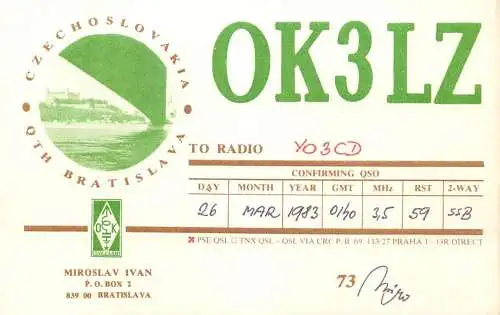 CZECHOSLOVAKIA
QTH BRATISLAVA
OK3LZ
TO RADIO YO3CD
CONFIRMING QSO
DAY MONTH YEAR GMT MHz RST 2-WAY
26 MAR 1983 0140 3,5 59 SSB
PSE QSL TNX QSL - QSL VIA CRC P. B. 69, 113/27 PRAHA 1 - OR DIRECT
OK
MIROSLAV IVAN
P. O. BOX 2
839 00 BRATISLAVA
73 Miro